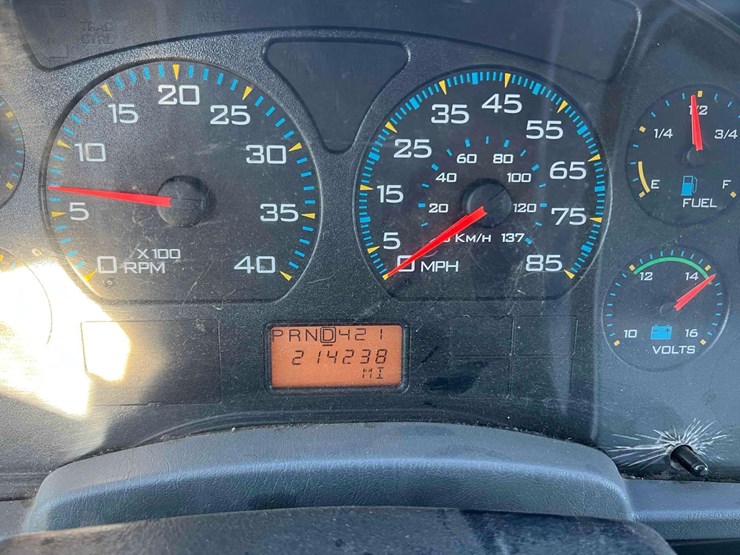 TRAC
CTRL
0 5 10 15 20 25 30 35 40
X100
RPM
5 15 25 35 45 55 65 75 85
20 40 60 80 100 120 137
KM/H
0 MPH
E 1/4 1/2 3/4 F
FUEL
10 12 14 16
VOLTS
PRND421
214238
MI